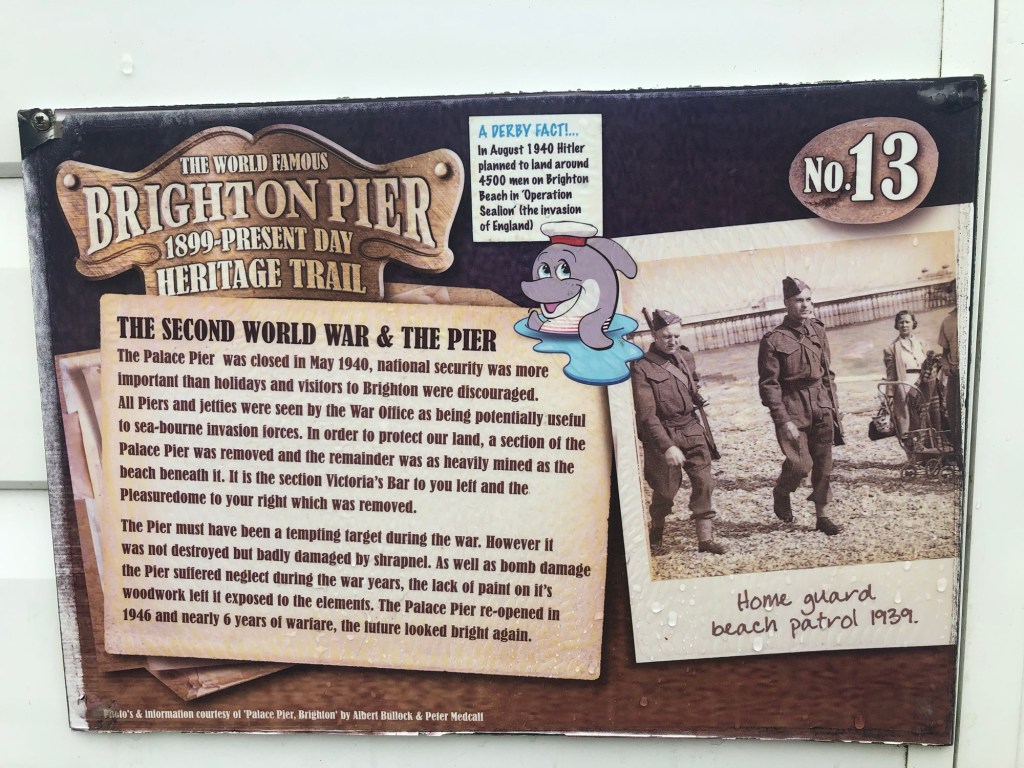 THE WORLD FAMOUS
BRIGHTON PIER
1899-PRESENT DAY
HERITAGE TRAIL
A DERBY FACT!...
In August 1940 Hitler
planned to land around
4500 men on Brighton
Beach in 'Operation
Sealion' (the invasion
of England)
No.13
THE SECOND WORLD WAR & THE PIER
The Palace Pier was closed in May 1940, national security was more
important than holidays and visitors to Brighton were discouraged.
All Piers and jetties were seen by the War Office as being potentially useful
to sea-bourne invasion forces. In order to protect our land, a section of the
Palace Pier was removed and the remainder was as heavily mined as the
beach beneath it. It is the section Victoria's Bar to you left and the
Pleasuredome to your right which was removed.
The Pier must have been a tempting target during the war. However it
was not destroyed but badly damaged by shrapnel. As well as bomb damage
the Pier suffered neglect during the war years, the lack of paint on it's
woodwork left it exposed to the elements. The Palace Pier re-opened in
1946 and nearly 6 years of warfare, the future looked bright again.
Home guard
beach patrol 1939.
Photo's & information courtesy of 'Palace Pier, Brighton' by Albert Bullock & Peter Medcalf